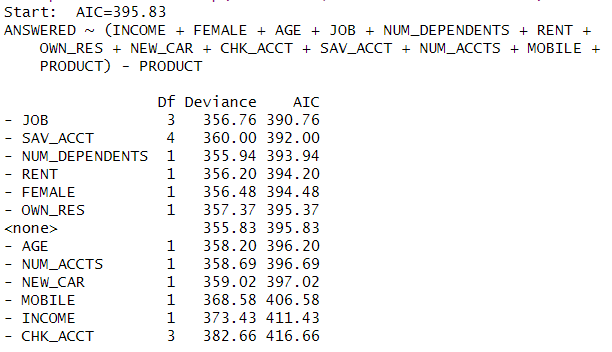 Start:  AIC=395.83
ANSWERED ~ (INCOME + FEMALE + AGE + JOB + NUM_DEPENDENTS + RENT +
    OWN_RES + NEW_CAR + CHK_ACCT + SAV_ACCT + NUM_ACCTS + MOBILE +
    PRODUCT) - PRODUCT

                 Df Deviance    AIC
- JOB             3   356.76 390.76
- SAV_ACCT        4   360.00 392.00
- NUM_DEPENDENTS  1   355.94 393.94
- RENT            1   356.20 394.20
- FEMALE          1   356.48 394.48
- OWN_RES         1   357.37 395.37
<none>                355.83 395.83
- AGE             1   358.20 396.20
- NUM_ACCTS       1   358.69 396.69
- NEW_CAR         1   359.02 397.02
- MOBILE          1   368.58 406.58
- INCOME          1   373.43 411.43
- CHK_ACCT        3   382.66 416.66